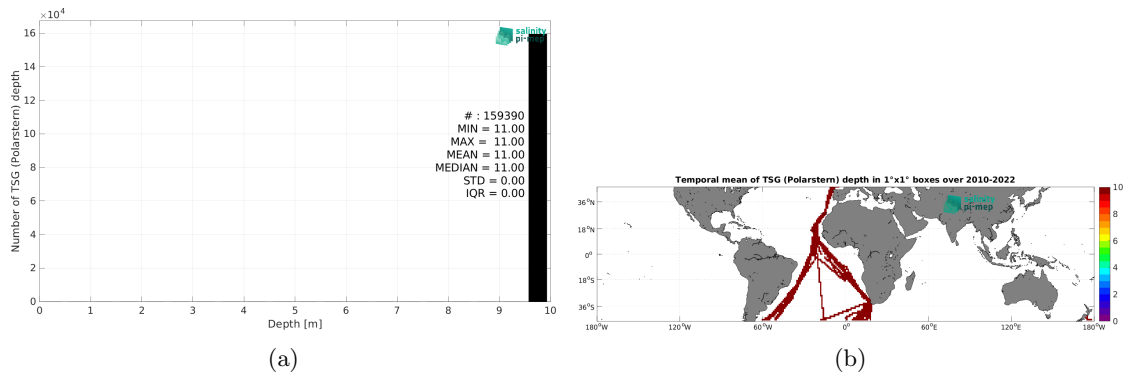 ×10⁴
16
14
12
10
8
6
4
2
0
Number of TSG (Polarstern) depth
salinity
pi-mep
# : 159390
MIN = 11.00
MAX = 11.00
MEAN = 11.00
MEDIAN = 11.00
STD = 0.00
IQR = 0.00
0 1 2 3 4 5 6 7 8 9 10
Depth [m]
(a)
Temporal mean of TSG (Polarstern) depth in 1°x1° boxes over 2010-2022
36°N
18°N
0°
18°S
36°S
180°W 120°W 60°W 0° 60°E 120°E 180°W
salinity
pi-mep
10
8
6
4
2
0
(b)